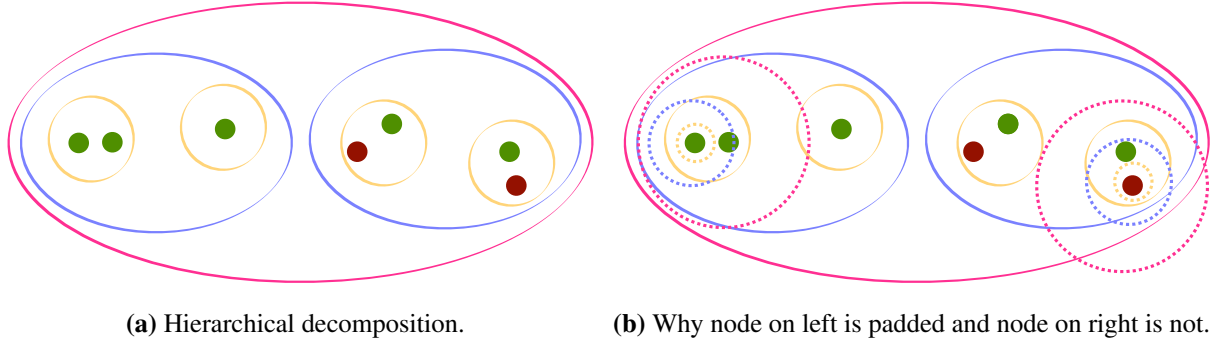 (a) Hierarchical decomposition.
(b) Why node on left is padded and node on right is not.